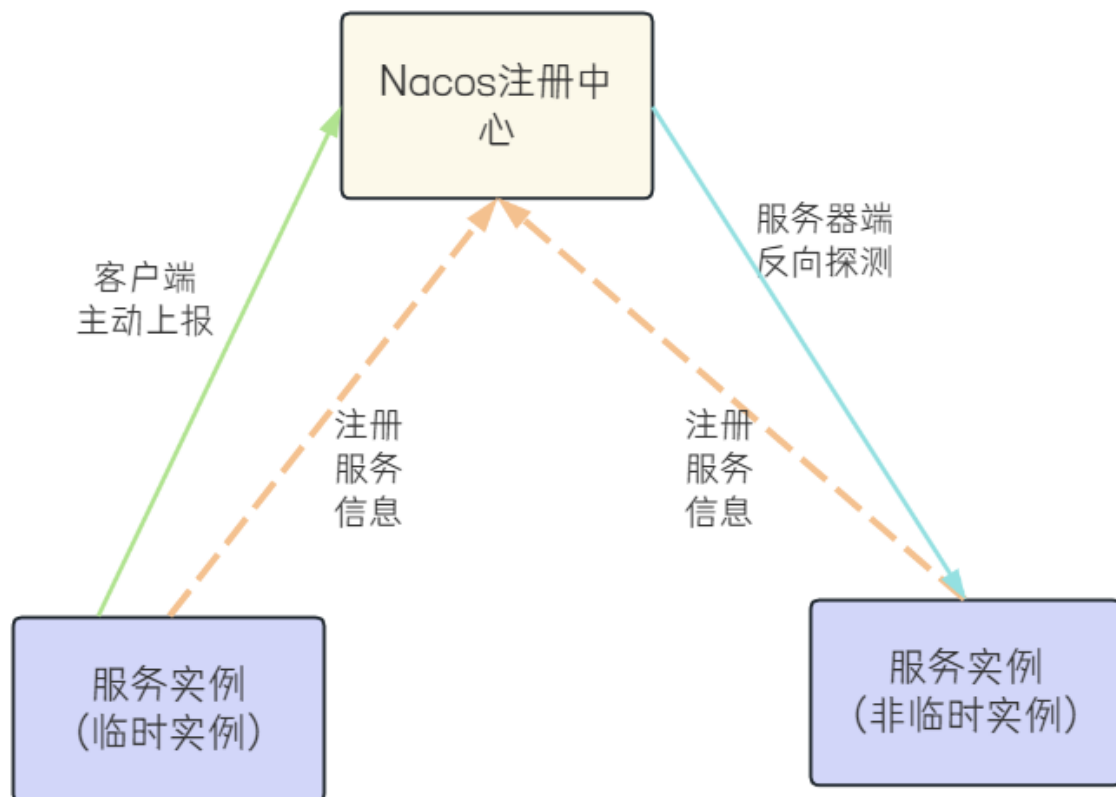 Nacos注册中
心
服务器端
反向探测
客户端
主动上报
注册
服务
信息
注册
服务
信息
服务实例
(临时实例)
服务实例
(非临时实例)